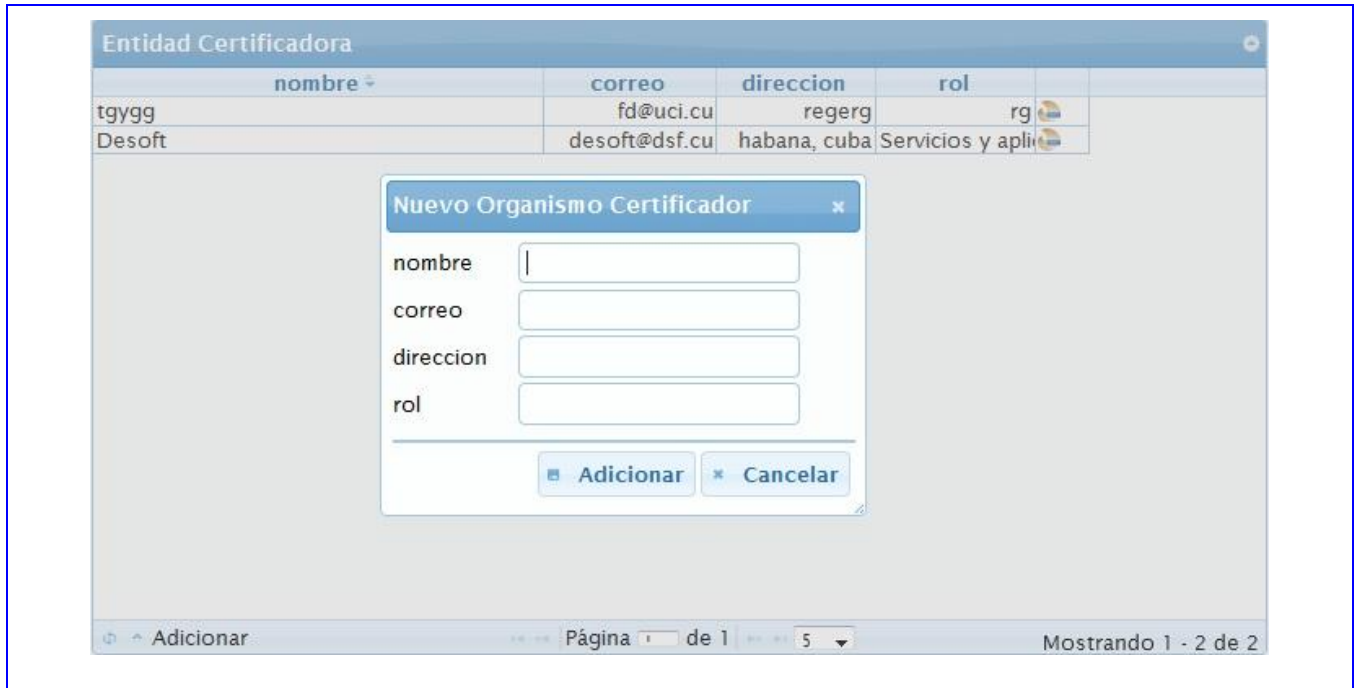 Entidad Certificadora
nombre correo direccion rol
tgygg fd@uci.cu regerg rg
Desoft desoft@dsf.cu habana, cuba Servicios y apli
Nuevo Organismo Certificador
nombre
correo
direccion
rol
Adicionar Cancelar
Adicionar Página 1 de 1 5 Mostrando 1 - 2 de 2